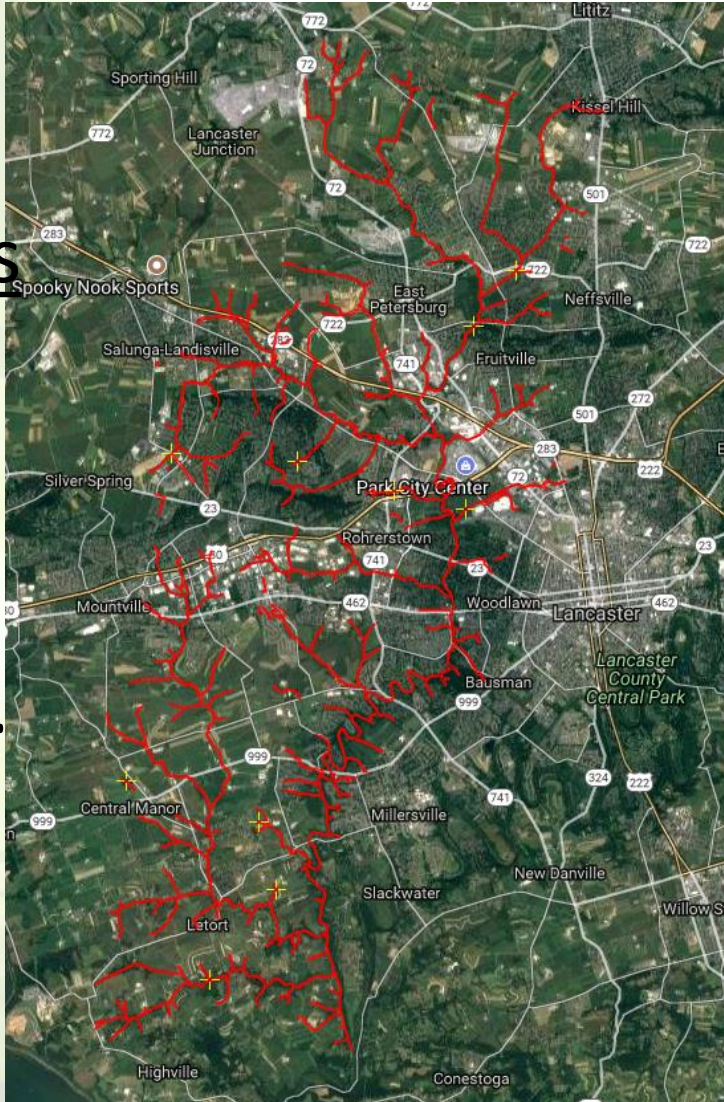 772
772
Lititz
72
Sporting Hill
Kissel Hill
772
Lancaster
Junction
72
501
283
722
S
722
Spooky Nook Sports
East
Petersburg
Neffsville
722
283
Salunga-Landisville
741
Fruitville
272
501
283
222
72
Silver Spring
Park City Center
23
Rohrerstown
23
30
741
23
30
Mountville
462
Woodlawn
Lancaster
462
Lancaster
County
Central Park
Bausman
999
999
324
222
741
Central Manor
999
Millersville
New Danville
Slackwater
Willow S
Letort
Highville
Conestoga